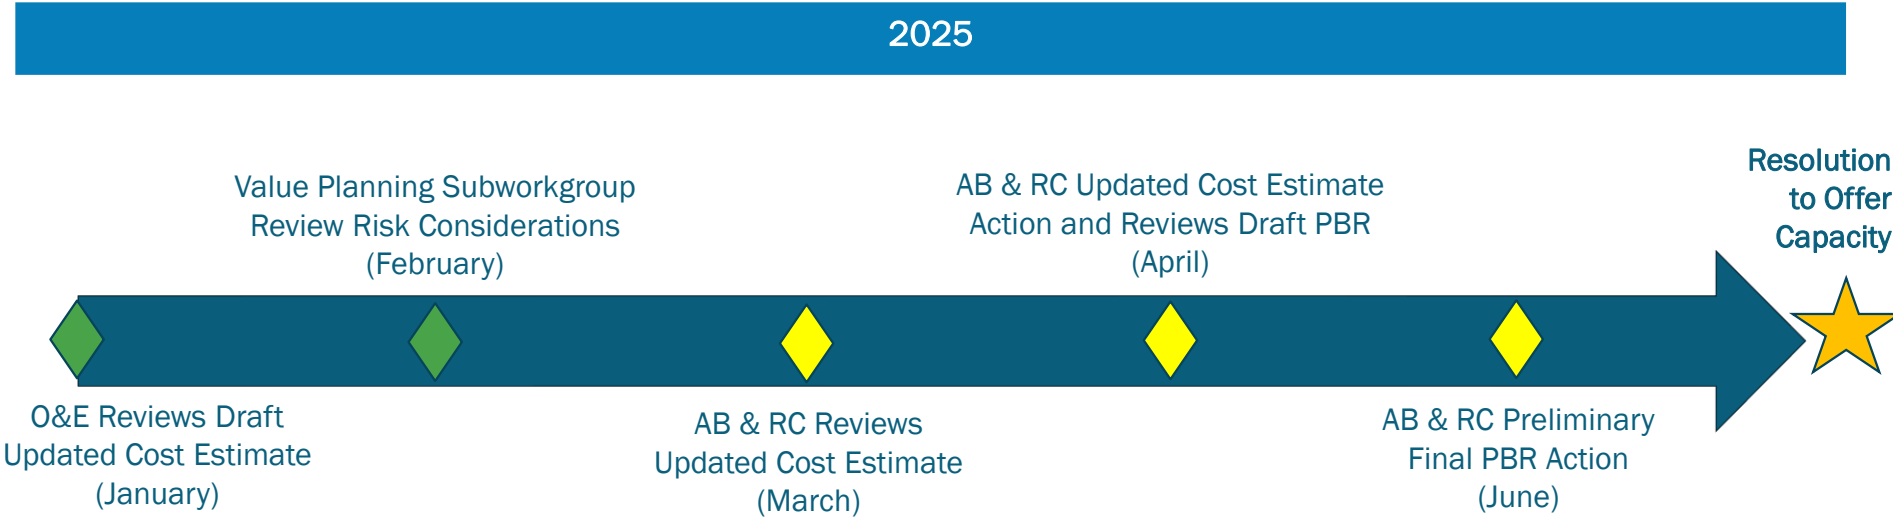 2025
Value Planning Subworkgroup
Review Risk Considerations
(February)
AB & RC Updated Cost Estimate
Action and Reviews Draft PBR
(April)
Resolution
to Offer
Capacity
O&E Reviews Draft
Updated Cost Estimate
(January)
AB & RC Reviews
Updated Cost Estimate
(March)
AB & RC Preliminary
Final PBR Action
(June)